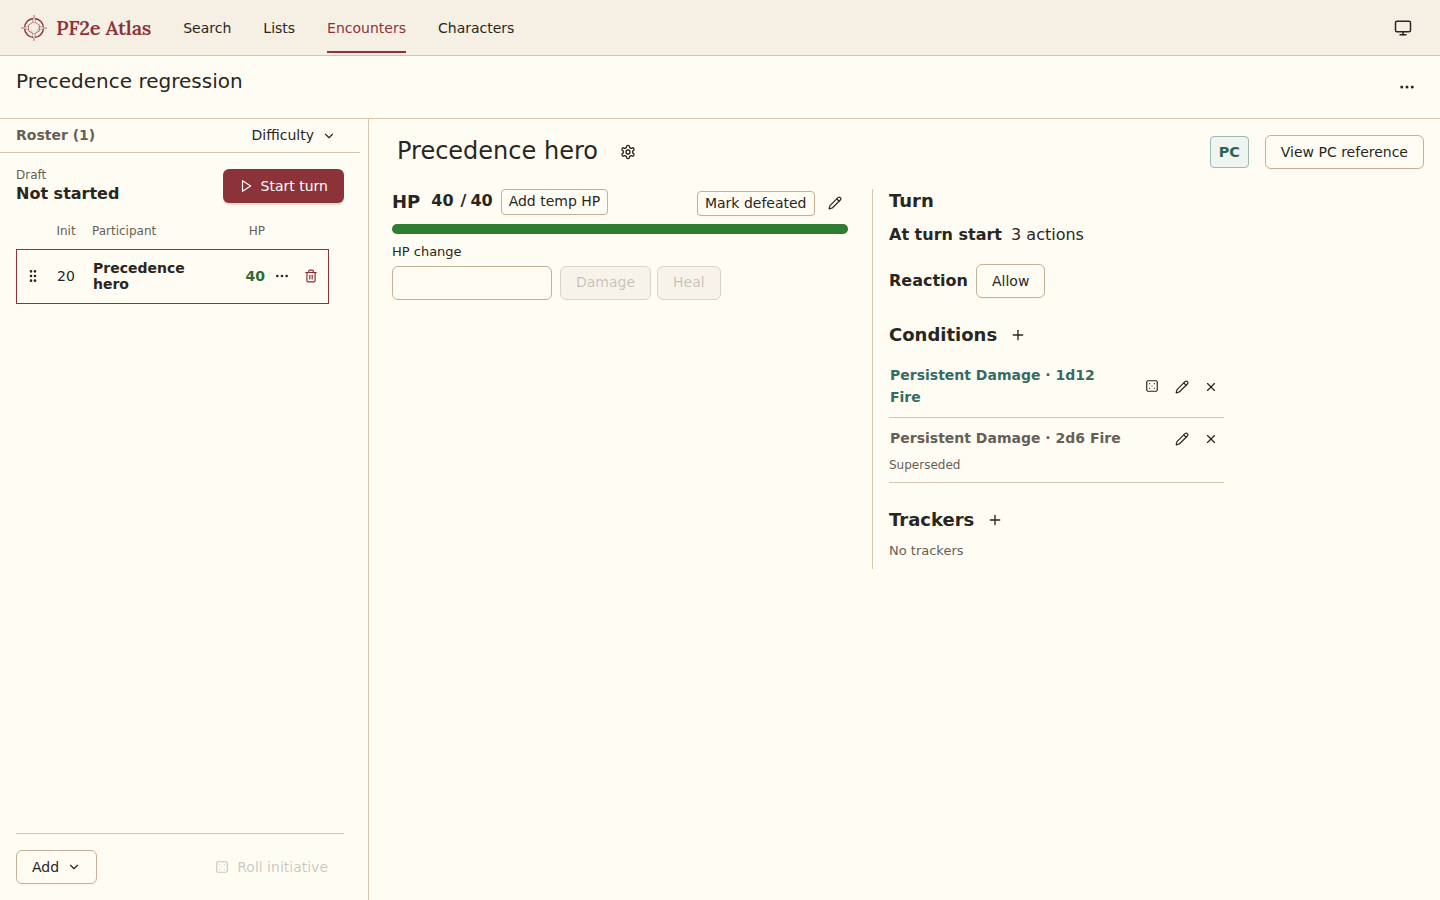 PF2e Atlas
Search
Lists
Encounters
Characters
Precedence regression
Roster (1)
Difficulty
Draft
Not started
Start turn
Init
Participant
HP
20
Precedence
hero
40
Add
Roll initiative
Precedence hero
PC
View PC reference
HP 40 / 40
Add temp HP
Mark defeated
HP change
Damage
Heal
Turn
At turn start 3 actions
Reaction
Allow
Conditions
Persistent Damage · 1d12
Fire
Persistent Damage · 2d6 Fire
Superseded
Trackers
No trackers